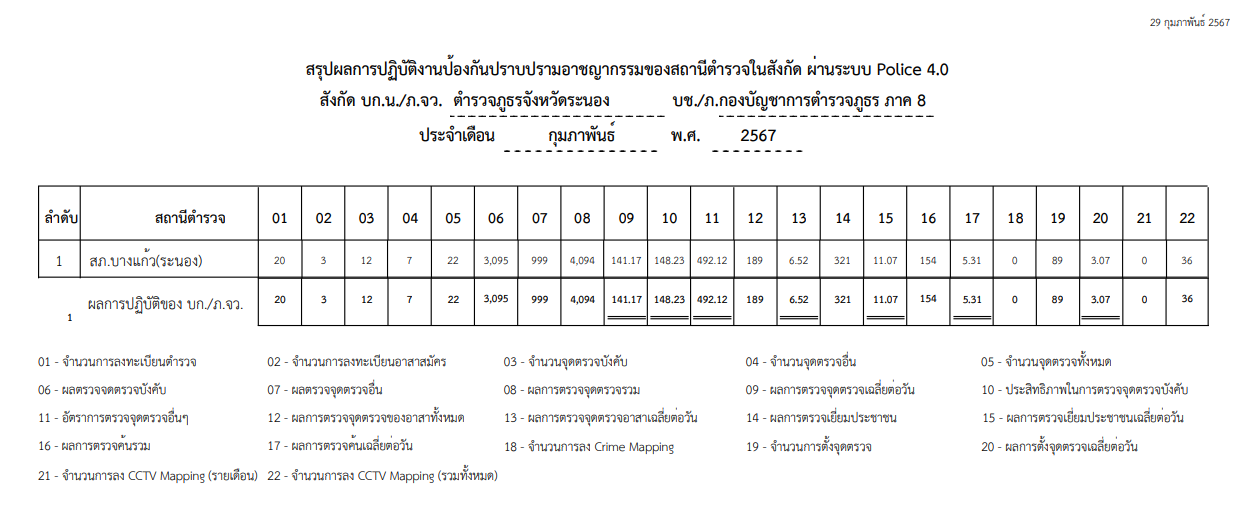 29 กุมภาพันธ์ 2567
สรุปผลการปฏิบัติงานป้องกันปราบปรามอาชญากรรมของสถานีตำรวจในสังกัด ผ่านระบบ Police 4.0
สังกัด บก.น./ภ.จว. ตำรวจภูธรจังหวัดระนอง บช./ภ.กองบัญชาการตำรวจภูธร ภาค 8
ประจำเดือน กุมภาพันธ์ พ.ศ. 2567
ลำดับ สถานีตำรวจ 01 02 03 04 05 06 07 08 09 10 11 12 13 14 15 16 17 18 19 20 21 22
1 สภ.บางแก้ว(ระนอง) 20 3 12 7 22 3,095 999 4,094 141.17 148.23 492.12 189 6.52 321 11.07 154 5.31 0 89 3.07 0 36
1 ผลการปฏิบัติของ บก./ภ.จว. 20 3 12 7 22 3,095 999 4,094 141.17 148.23 492.12 189 6.52 321 11.07 154 5.31 0 89 3.07 0 36
01 - จำนวนการลงทะเบียนตำรวจ 02 - จำนวนการลงทะเบียนอาสาสมัคร 03 - จำนวนจุดตรวจบังคับ 04 - จำนวนจุดตรวจอื่น 05 - จำนวนจุดตรวจทั้งหมด
06 - ผลตรวจจดตรวจบังคับ 07 - ผลตรวจจุดตรวจอื่น 08 - ผลการตรวจจุดตรวจรวม 09 - ผลการตรวจจุดตรวจเฉลี่ยต่อวัน 10 - ประสิทธิภาพในการตรวจจุดตรวจบังคับ
11 - อัตราการตรวจจุดตรวจอื่นๆ 12 - ผลการตรวจจุดตรวจของอาสาทั้งหมด 13 - ผลการตรวจจุดตรวจอาสาเฉลี่ยต่อวัน 14 - ผลการตรวจเยี่ยมประชาชน 15 - ผลการตรวจเยี่ยมประชาชนเฉลี่ยต่อวัน
16 - ผลการตรวจค้นรวม 17 - ผลการตรวจค้นเฉลี่ยต่อวัน 18 - จำนวนการลง Crime Mapping 19 - จำนวนการตั้งจุดตรวจ 20 - ผลการตั้งจุดตรวจเฉลี่ยต่อวัน
21 - จำนวนการลง CCTV Mapping (รายเดือน) 22 - จำนวนการลง CCTV Mapping (รวมทั้งหมด)